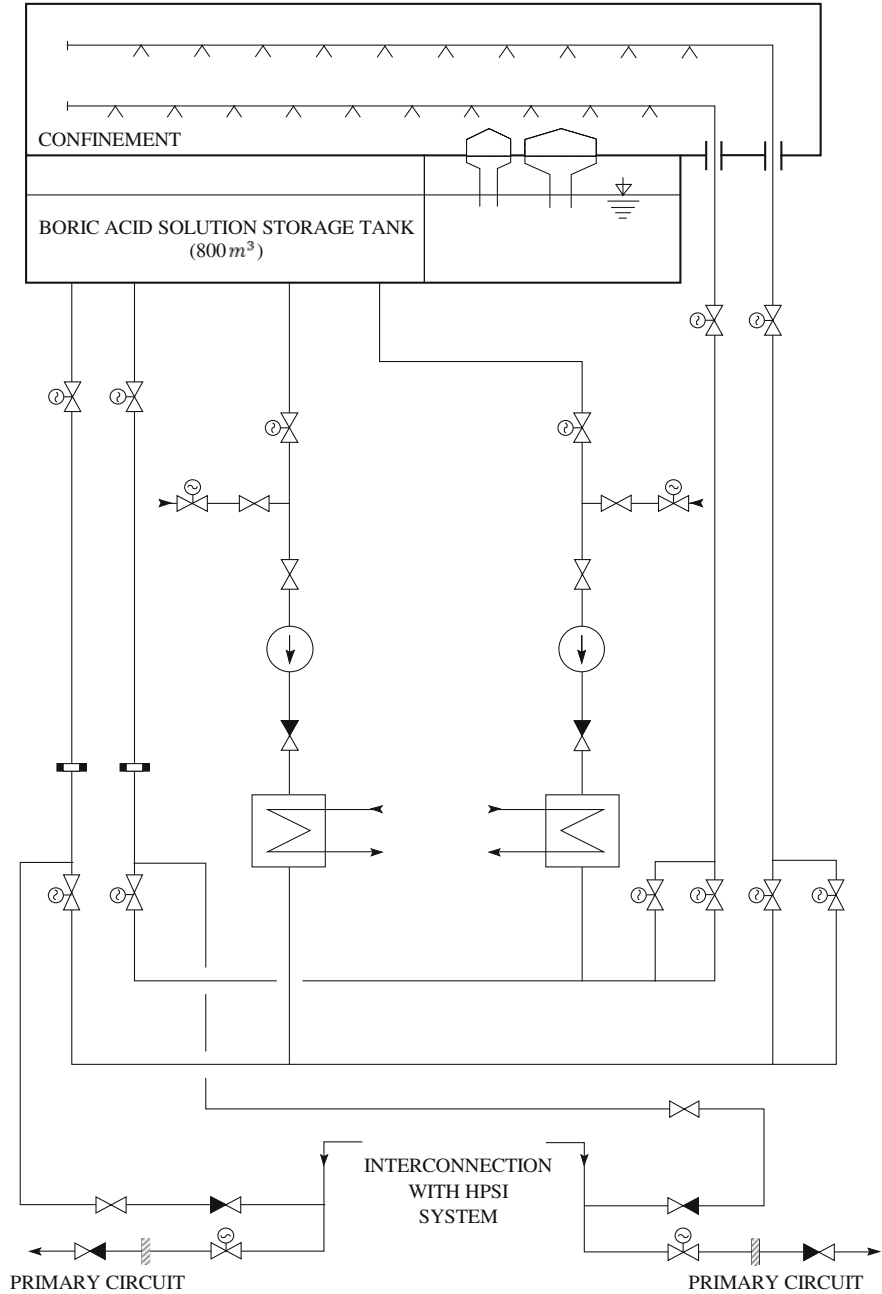 CONFINEMENT
BORIC ACID SOLUTION STORAGE TANK
(800 m³)
INTERCONNECTION
WITH HPSI
SYSTEM
PRIMARY CIRCUIT
PRIMARY CIRCUIT